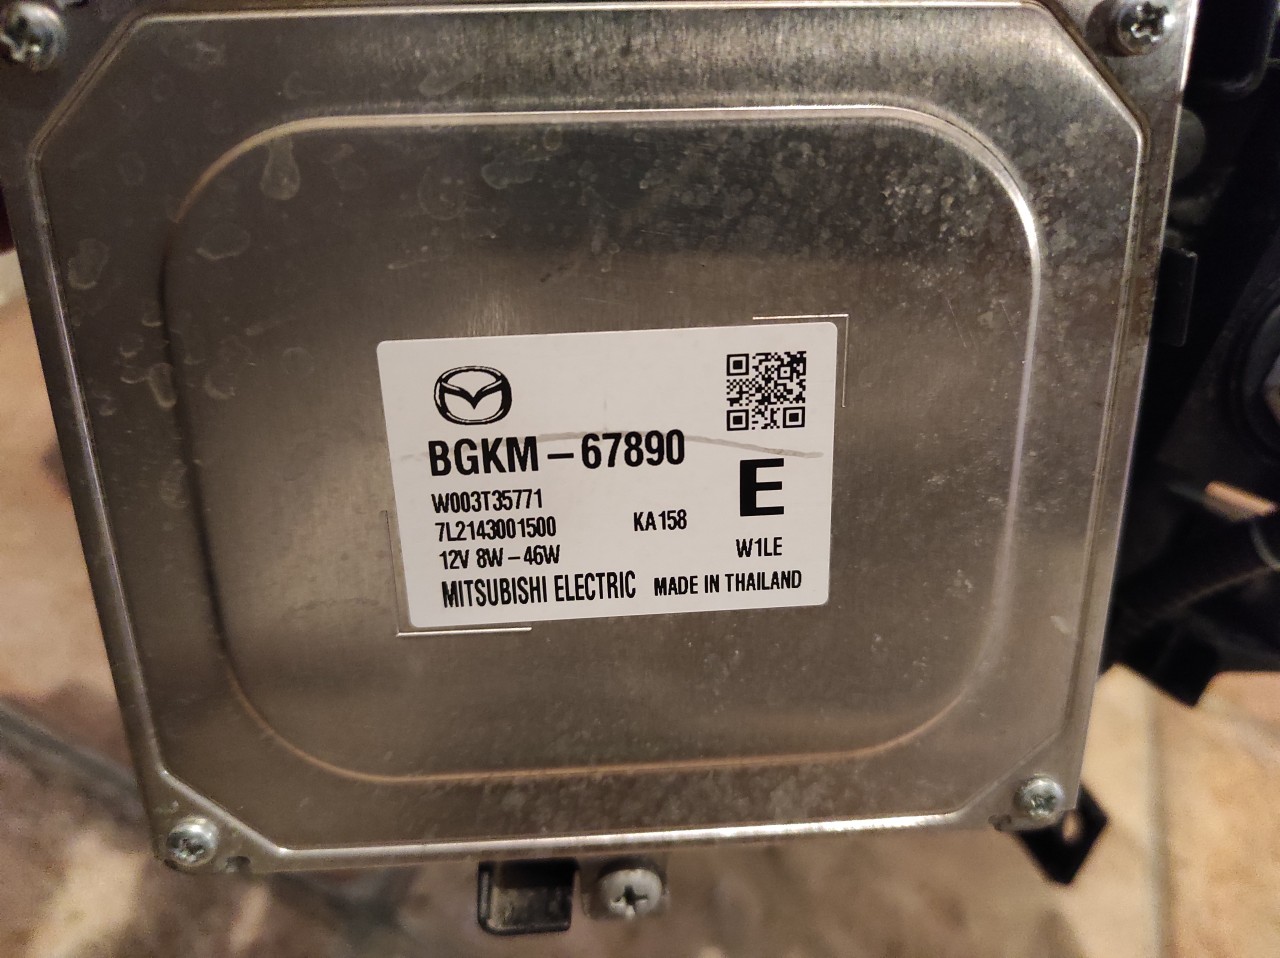 BGKM-67890
W003T35771
7L2143001500
KA158
E
12V 8W-46W
W1LE
MITSUBISHI ELECTRIC MADE IN THAILAND